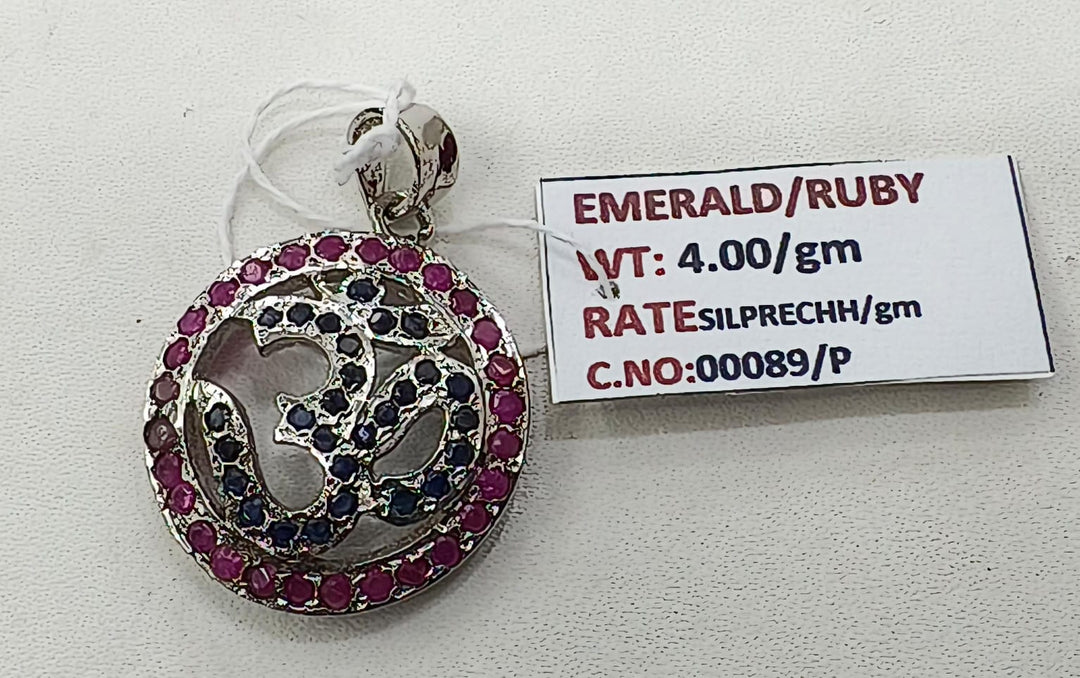 EMERALD/RUBY
WT: 4.00/gm
RATESILPRECHH/gm
C.NO:00089/P